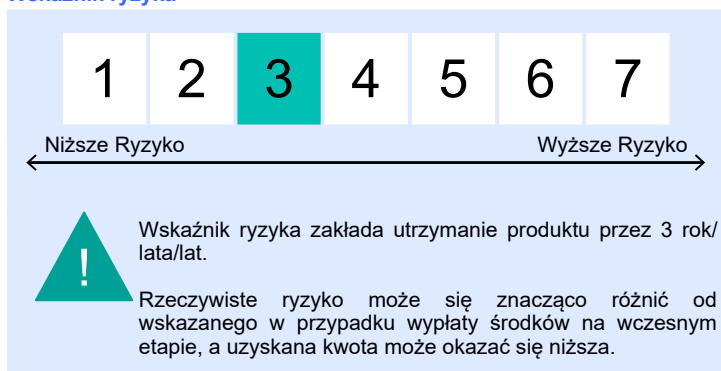 Wskaźnik ryzyka
1 2 3 4 5 6 7
Niższe Ryzyko Wyższe Ryzyko
!
Wskaźnik ryzyka zakłada utrzymanie produktu przez 3 rok/
lata/lat.
Rzeczywiste ryzyko może się znacząco różnić od
wskazanego w przypadku wypłaty środków na wczesnym
etapie, a uzyskana kwota może okazać się niższa.